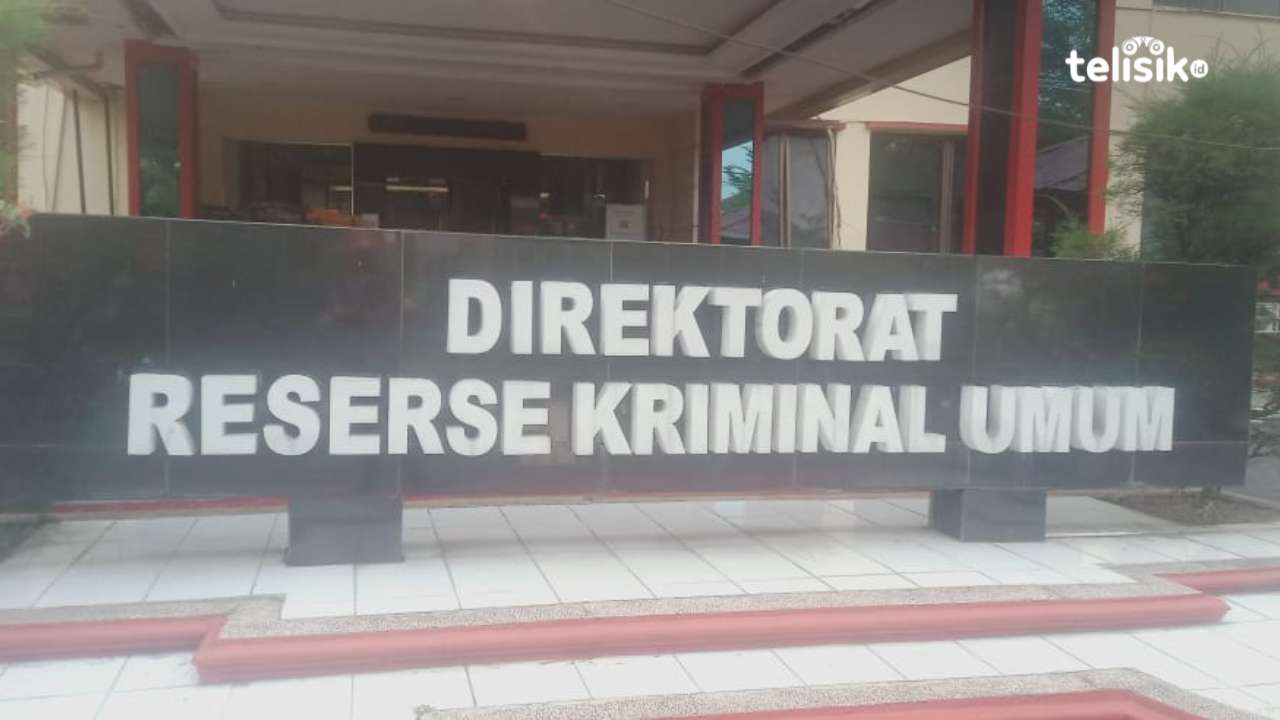 telisik.id
DIREKTORAT
RESERSE KRIMINAL UMUM